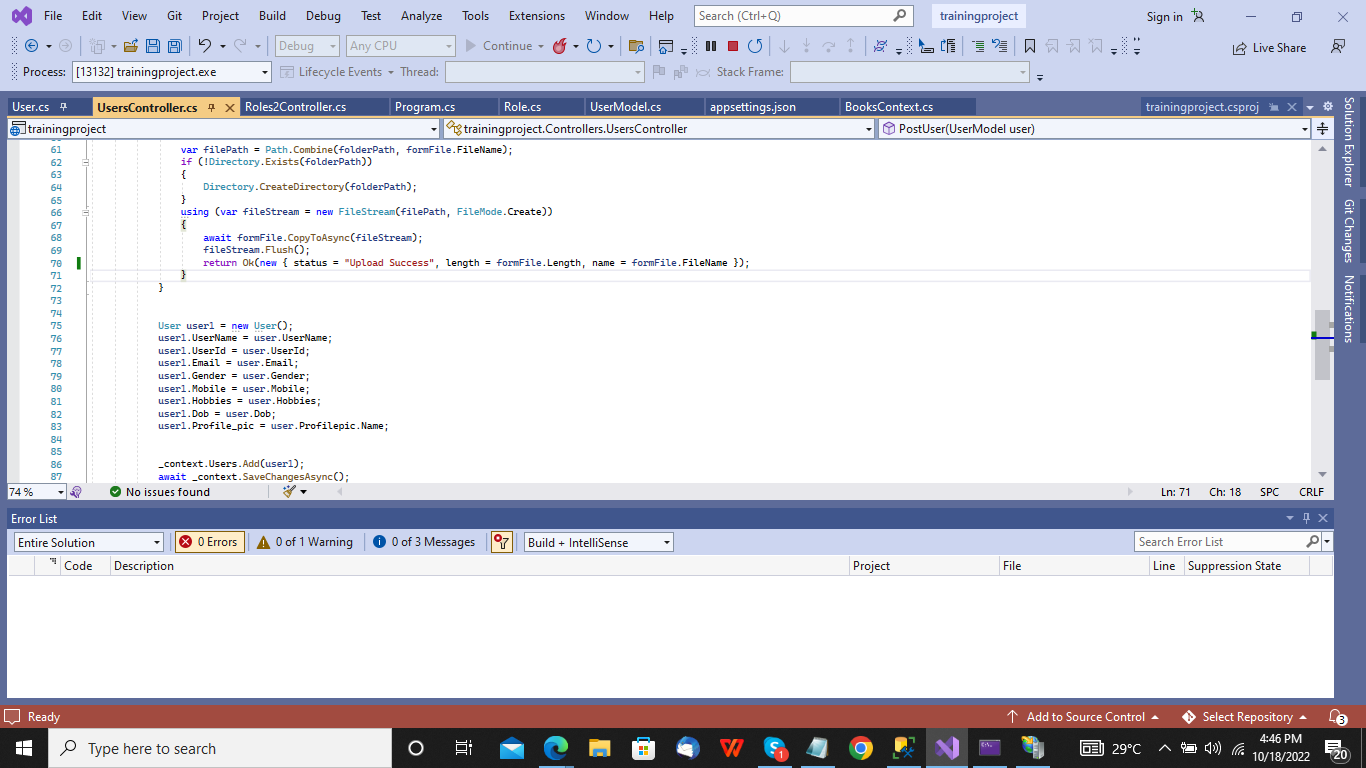 File Edit View Git Project Build Debug Test Analyze Tools Extensions Window Help Search (Ctrl+Q) trainingproject Sign in
Debug Any CPU Continue Live Share
Process: [13132] trainingproject.exe Lifecycle Events Thread: Stack Frame:
User.cs UsersController.cs Roles2Controller.cs Program.cs Role.cs UserModel.cs appsettings.json BooksContext.cs trainingproject.csproj
trainingproject trainingproject.Controllers.UsersController PostUser(UserModel user)
61 var filePath = Path.Combine(folderPath, formFile.FileName);
62 if (!Directory.Exists(folderPath))
63 {
64 Directory.CreateDirectory(folderPath);
65 }
66 using (var fileStream = new FileStream(filePath, FileMode.Create))
67 {
68 await formFile.CopyToAsync(fileStream);
69 fileStream.Flush();
70 return Ok(new { status = "Upload Success", length = formFile.Length, name = formFile.FileName });
71 }
72 }
73
74
75 User user1 = new User();
76 user1.UserName = user.UserName;
77 user1.UserId = user.UserId;
78 user1.Email = user.Email;
79 user1.Gender = user.Gender;
80 user1.Mobile = user.Mobile;
81 user1.Hobbies = user.Hobbies;
82 user1.Dob = user.Dob;
83 user1.Profile_pic = user.Profilepic.Name;
84
85
86 _context.Users.Add(user1);
87 await _context.SaveChangesAsync();
Solution Explorer
Git Changes
Notifications
74 % No issues found Ln: 71 Ch: 18 SPC CRLF
Error List
Entire Solution 0 Errors 0 of 1 Warning 0 of 3 Messages Build + IntelliSense Search Error List
Code Description Project File Line Suppression State
Ready Add to Source Control Select Repository 3
Type here to search 1 29°C 4:46 PM
10/18/2022 20